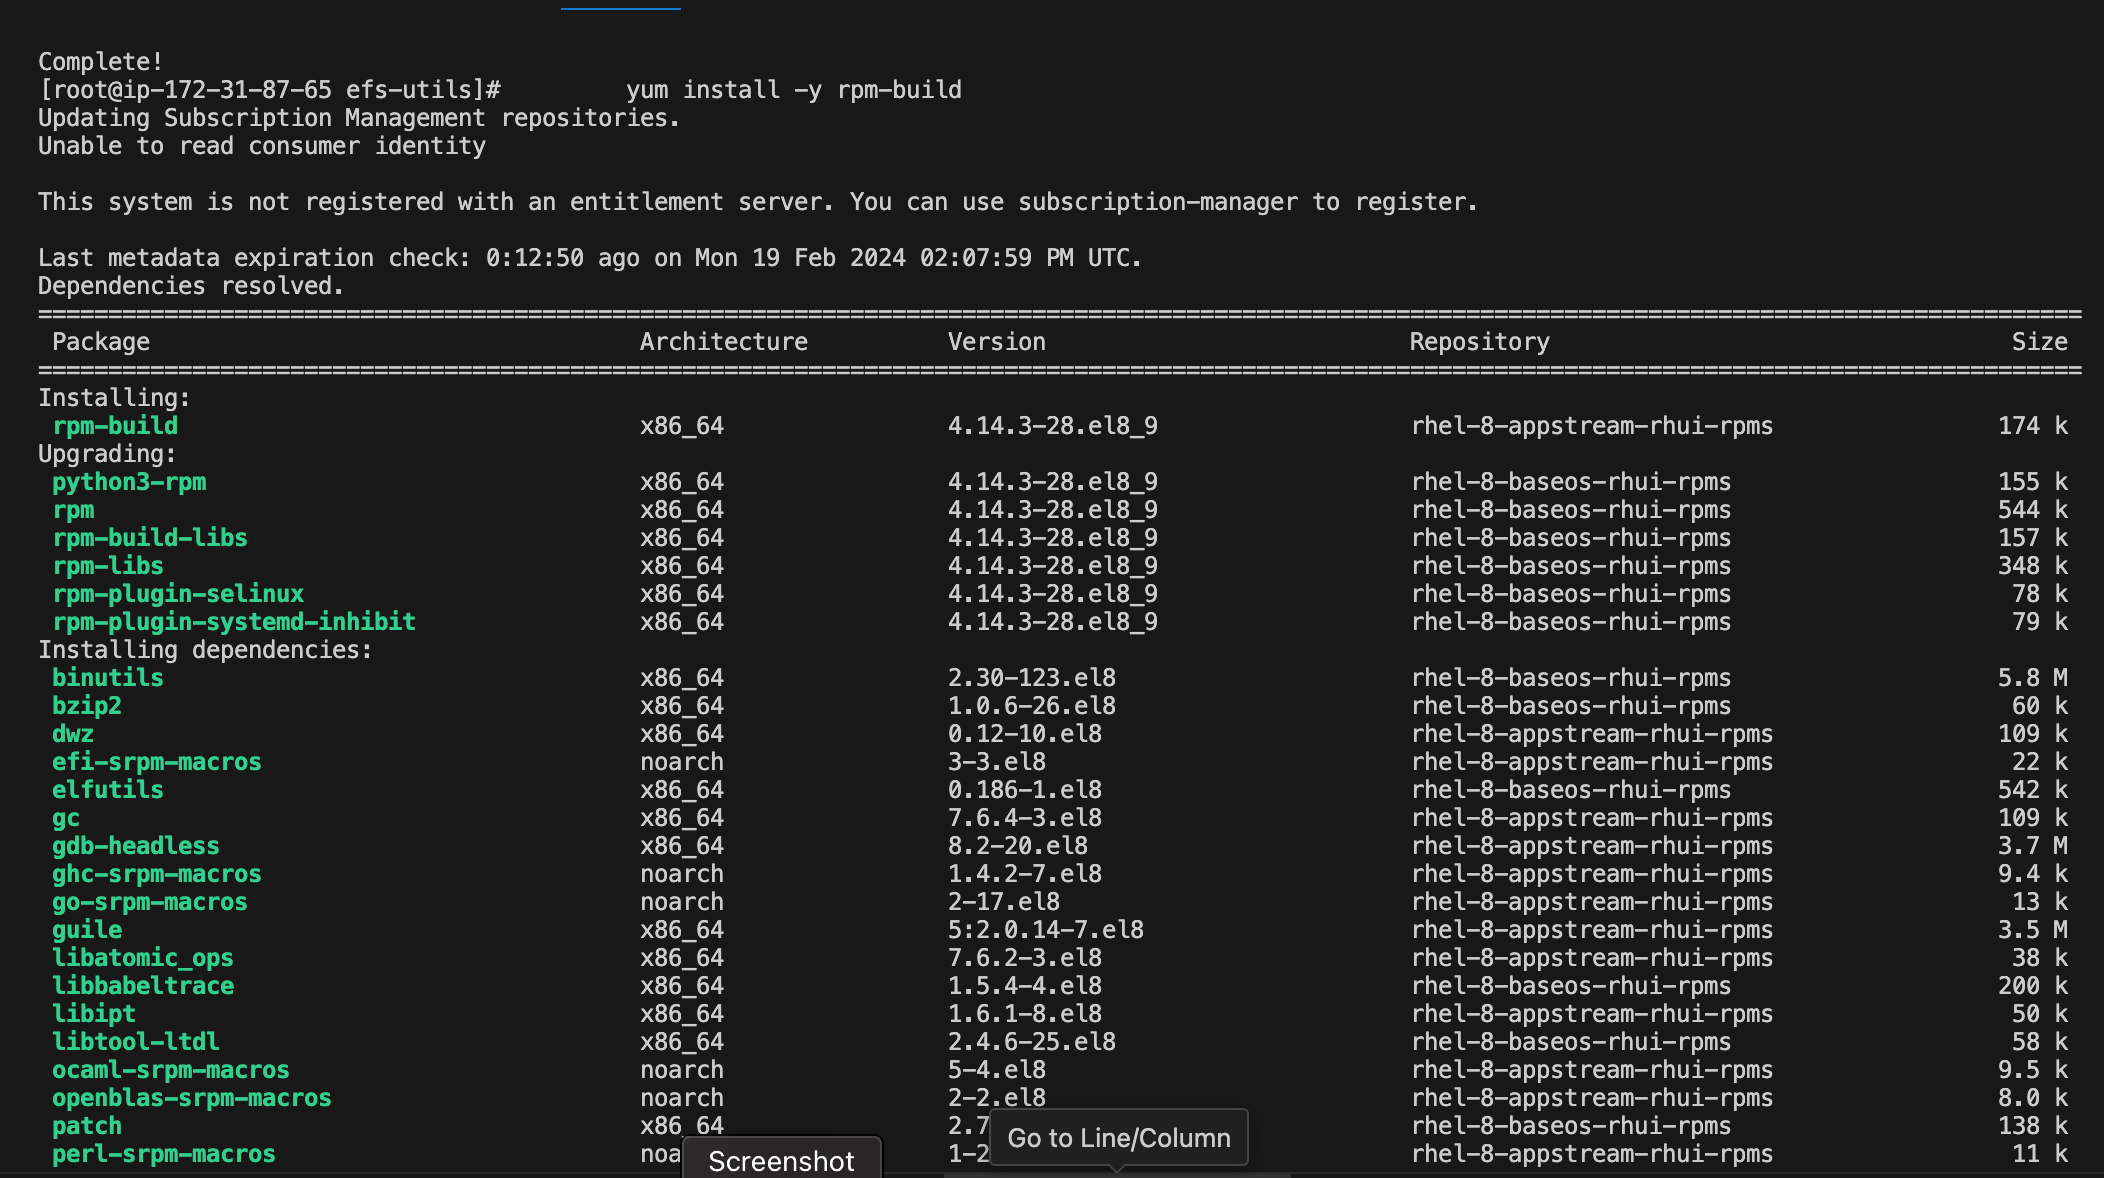 Complete!
[root@ip-172-31-87-65 efs-utils]#         yum install -y rpm-build
Updating Subscription Management repositories.
Unable to read consumer identity
This system is not registered with an entitlement server. You can use subscription-manager to register.
Last metadata expiration check: 0:12:50 ago on Mon 19 Feb 2024 02:07:59 PM UTC.
Dependencies resolved.
Package Architecture Version Repository Size
Installing:
rpm-build x86_64 4.14.3-28.el8_9 rhel-8-appstream-rhui-rpms 174 k
Upgrading:
python3-rpm x86_64 4.14.3-28.el8_9 rhel-8-baseos-rhui-rpms 155 k
rpm x86_64 4.14.3-28.el8_9 rhel-8-baseos-rhui-rpms 544 k
rpm-build-libs x86_64 4.14.3-28.el8_9 rhel-8-baseos-rhui-rpms 157 k
rpm-libs x86_64 4.14.3-28.el8_9 rhel-8-baseos-rhui-rpms 348 k
rpm-plugin-selinux x86_64 4.14.3-28.el8_9 rhel-8-baseos-rhui-rpms 78 k
rpm-plugin-systemd-inhibit x86_64 4.14.3-28.el8_9 rhel-8-baseos-rhui-rpms 79 k
Installing dependencies:
binutils x86_64 2.30-123.el8 rhel-8-baseos-rhui-rpms 5.8 M
bzip2 x86_64 1.0.6-26.el8 rhel-8-baseos-rhui-rpms 60 k
dwz x86_64 0.12-10.el8 rhel-8-appstream-rhui-rpms 109 k
efi-srpm-macros noarch 3-3.el8 rhel-8-appstream-rhui-rpms 22 k
elfutils x86_64 0.186-1.el8 rhel-8-baseos-rhui-rpms 542 k
gc x86_64 7.6.4-3.el8 rhel-8-appstream-rhui-rpms 109 k
gdb-headless x86_64 8.2-20.el8 rhel-8-appstream-rhui-rpms 3.7 M
ghc-srpm-macros noarch 1.4.2-7.el8 rhel-8-appstream-rhui-rpms 9.4 k
go-srpm-macros noarch 2-17.el8 rhel-8-appstream-rhui-rpms 13 k
guile x86_64 5:2.0.14-7.el8 rhel-8-appstream-rhui-rpms 3.5 M
libatomic_ops x86_64 7.6.2-3.el8 rhel-8-appstream-rhui-rpms 38 k
libbabeltrace x86_64 1.5.4-4.el8 rhel-8-baseos-rhui-rpms 200 k
libipt x86_64 1.6.1-8.el8 rhel-8-appstream-rhui-rpms 50 k
libtool-ltdl x86_64 2.4.6-25.el8 rhel-8-baseos-rhui-rpms 58 k
ocaml-srpm-macros noarch 5-4.el8 rhel-8-appstream-rhui-rpms 9.5 k
openblas-srpm-macros noarch 2-2.el8 rhel-8-appstream-rhui-rpms 8.0 k
patch x86_64 2.7 rhel-8-baseos-rhui-rpms 138 k
perl-srpm-macros noa 1-2 rhel-8-appstream-rhui-rpms 11 k
Go to Line/Column
Screenshot